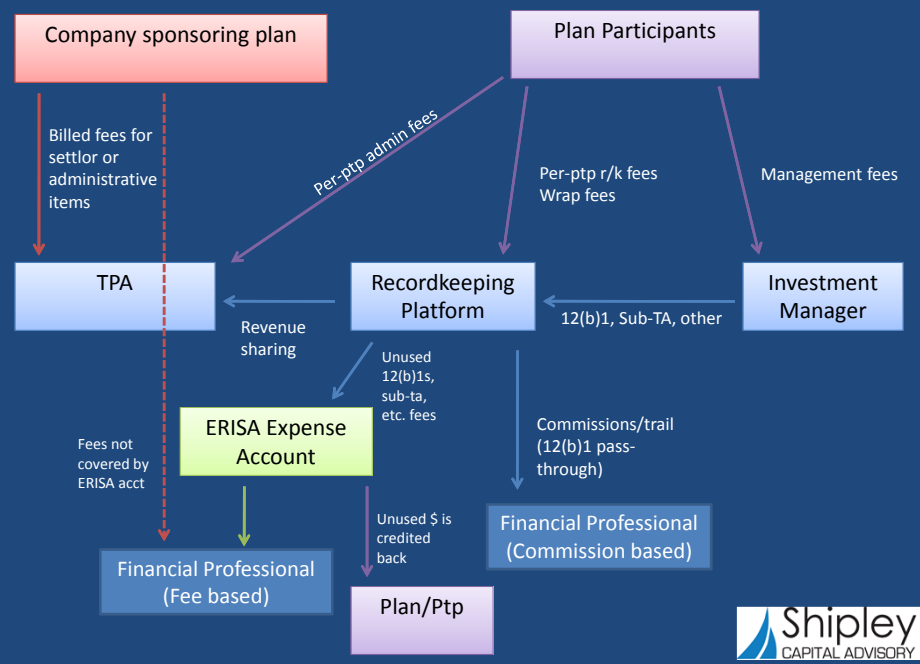 Company sponsoring plan
Plan Participants
Billed fees for
settlor or
administrative
items
Per-ptp admin fees
Per-ptp r/k fees
Wrap fees
Management fees
TPA
Recordkeeping
Platform
Investment
Manager
Revenue
sharing
12(b)1, Sub-TA, other
Unused
12(b)1s,
sub-ta,
etc. fees
ERISA Expense
Account
Commissions/trail
(12(b)1 pass-
through)
Fees not
covered by
ERISA acct
Unused $ is
credited
back
Financial Professional
(Commission based)
Financial Professional
(Fee based)
Plan/Ptp
Shipley
CAPITAL ADVISORY